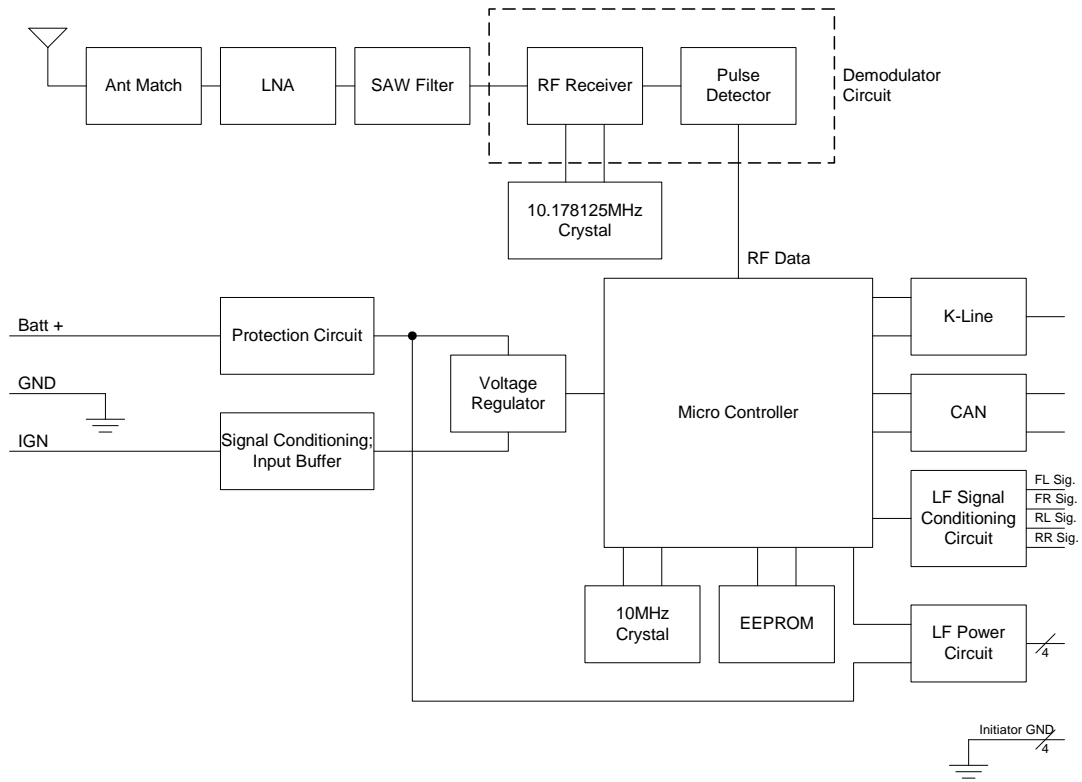 Ant Match
LNA
SAW Filter
RF Receiver
Pulse
Detector
Demodulator
Circuit
10.178125MHz
Crystal
RF Data
Batt +
Protection Circuit
K-Line
GND
Voltage
Regulator
Micro Controller
CAN
IGN
Signal Conditioning;
Input Buffer
LF Signal
Conditioning
Circuit
FL Sig.
FR Sig.
RL Sig.
RR Sig.
10MHz
Crystal
EEPROM
LF Power
Circuit
4
Initiator GND
4